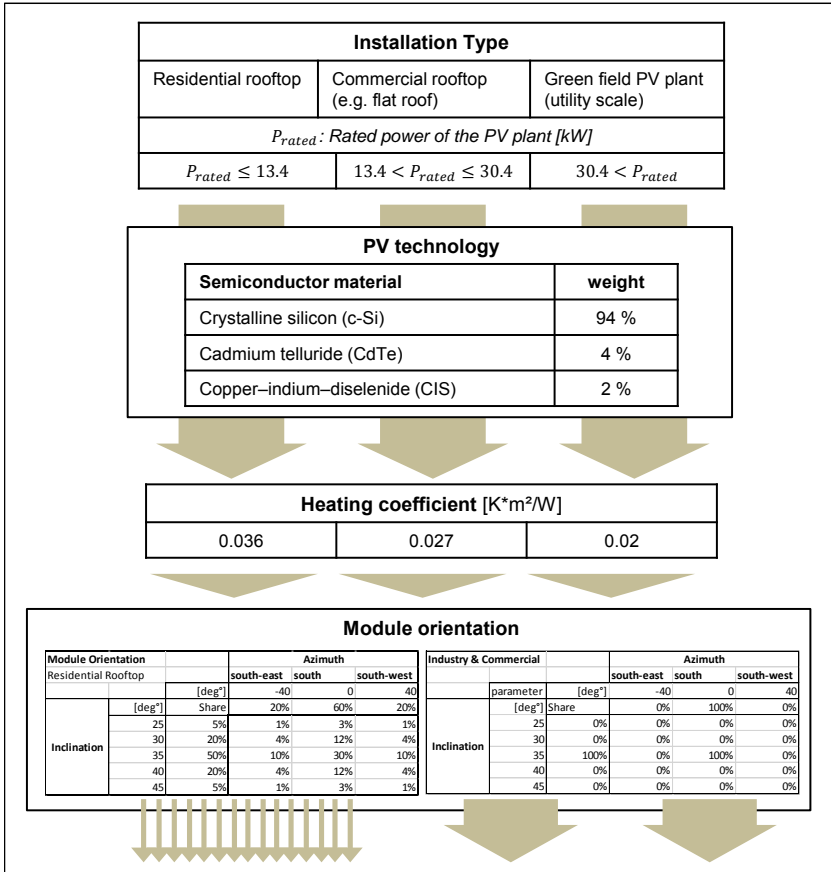 Installation Type
Residential rooftop Commercial rooftop (e.g. flat roof) Green field PV plant (utility scale)
P_rated: Rated power of the PV plant [kW]
P_rated ≤ 13.4 13.4 < P_rated ≤ 30.4 30.4 < P_rated
PV technology
Semiconductor material weight
Crystalline silicon (c-Si) 94 %
Cadmium telluride (CdTe) 4 %
Copper–indium–diselenide (CIS) 2 %
Heating coefficient [K*m²/W]
0.036 0.027 0.02
Module orientation
Module Orientation Azimuth
Residential Rooftop south-east south south-west
[deg°] -40 0 40
[deg°] Share 20% 60% 20%
Inclination
25 5% 1% 3% 1%
30 20% 4% 12% 4%
35 50% 10% 30% 10%
40 20% 4% 12% 4%
45 5% 1% 3% 1%
Industry & Commercial Azimuth
south-east south south-west
parameter [deg°] -40 0 40
[deg°] Share 0% 100% 0%
Inclination
25 0% 0% 0% 0%
30 0% 0% 0% 0%
35 100% 0% 100% 0%
40 0% 0% 0% 0%
45 0% 0% 0% 0%